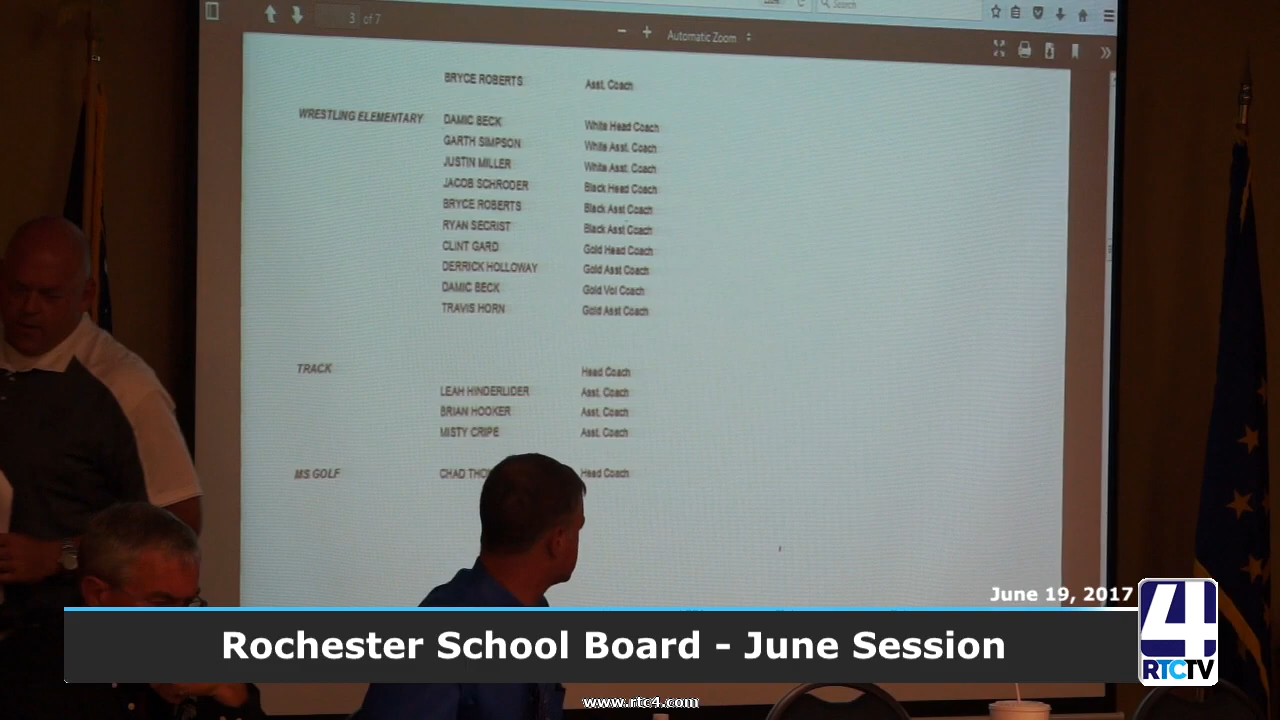 3 of 7
Automatic Zoom
Search
BRYCE ROBERTS Asst. Coach
WRESTLING ELEMENTARY DAMIC BECK White Head Coach
GARTH SIMPSON White Asst. Coach
JUSTIN MILLER White Asst. Coach
JACOB SCHRODER Black Head Coach
BRYCE ROBERTS Black Asst Coach
RYAN SECRIST Black Asst Coach
CLINT GARD Gold Head Coach
DERRICK HOLLOWAY Gold Asst Coach
DAMIC BECK Gold Vol Coach
TRAVIS HORN Gold Asst Coach
TRACK Head Coach
LEAH HINDERLIDER Asst. Coach
BRIAN HOOKER Asst. Coach
MISTY CRIPE Asst. Coach
MS GOLF CHAD Head Coach
June 19, 2017
Rochester School Board - June Session
4
RTCTV
www.rtc4.com